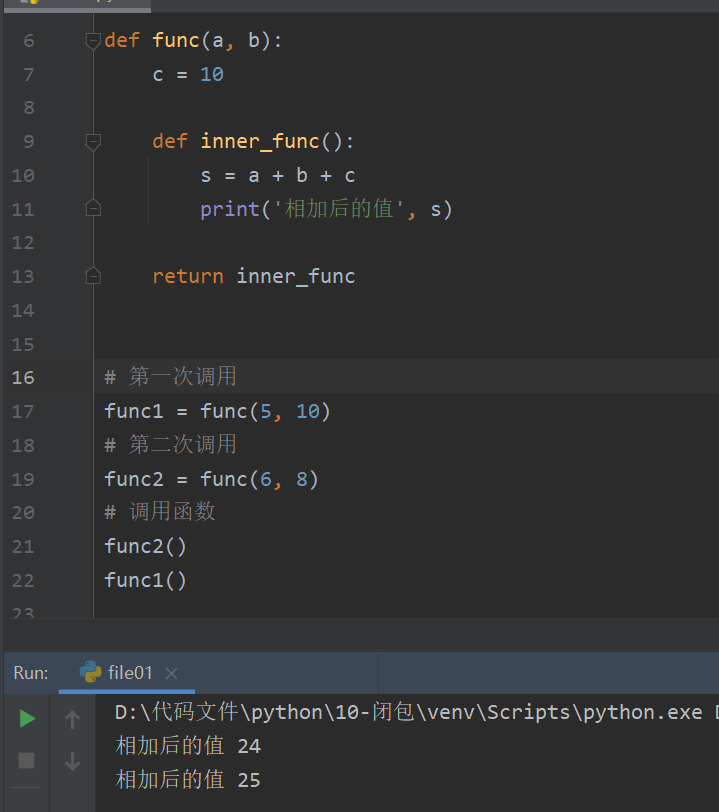 6 def func(a, b):
7     c = 10
8
9     def inner_func():
10         s = a + b + c
11         print('相加后的值', s)
12
13     return inner_func
14
15
16 # 第一次调用
17 func1 = func(5, 10)
18 # 第二次调用
19 func2 = func(6, 8)
20 # 调用函数
21 func2()
22 func1()
23
Run: file01
D:\代码文件\python\10-闭包\venv\Scripts\python.exe
相加后的值 24
相加后的值 25